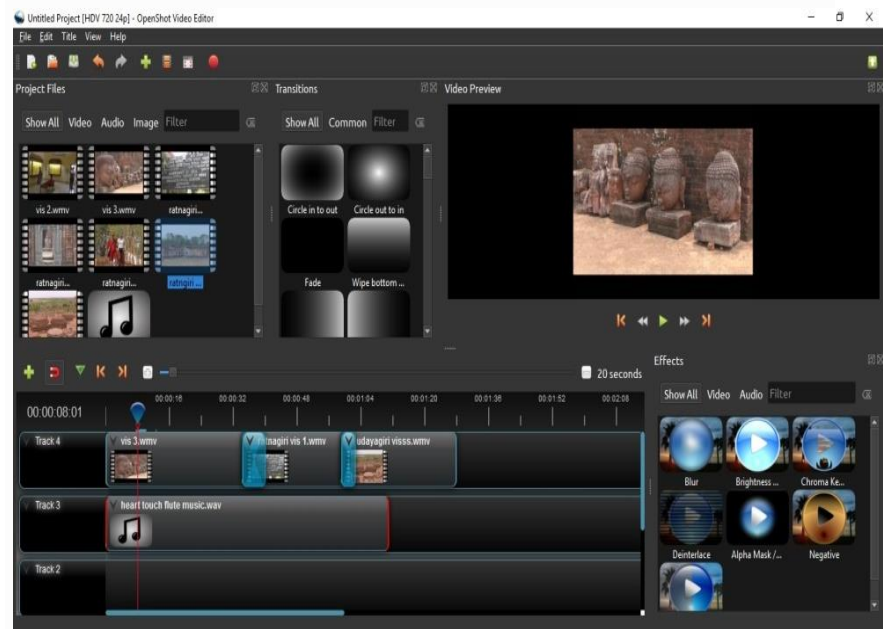 Untitled Project [HDV 720 24p] - OpenShot Video Editor
File Edit Title View Help
Project Files
Show All Video Audio Image Filter
vis 2.wmv vis 3.wmv ratnagiri...
ratnagiri... ratnagiri... ratngiri ...
Transitions
Show All Common Filter
Circle in to out Circle out to in
Fade Wipe bottom ...
Video Preview
20 seconds
00:00:08:01
00:00:16 00:00:32 00:00:48 00:01:04 00:01:20 00:01:36 00:01:52 00:02:08
Track 4 vis 3.wmv tnagiri vis 1.wmv udayagiri visss.wmv
Track 3 heart touch flute music.wav
Track 2
Effects
Show All Video Audio Filter
Blur Brightness ... Chroma Ke...
Deinterlace Alpha Mask /... Negative